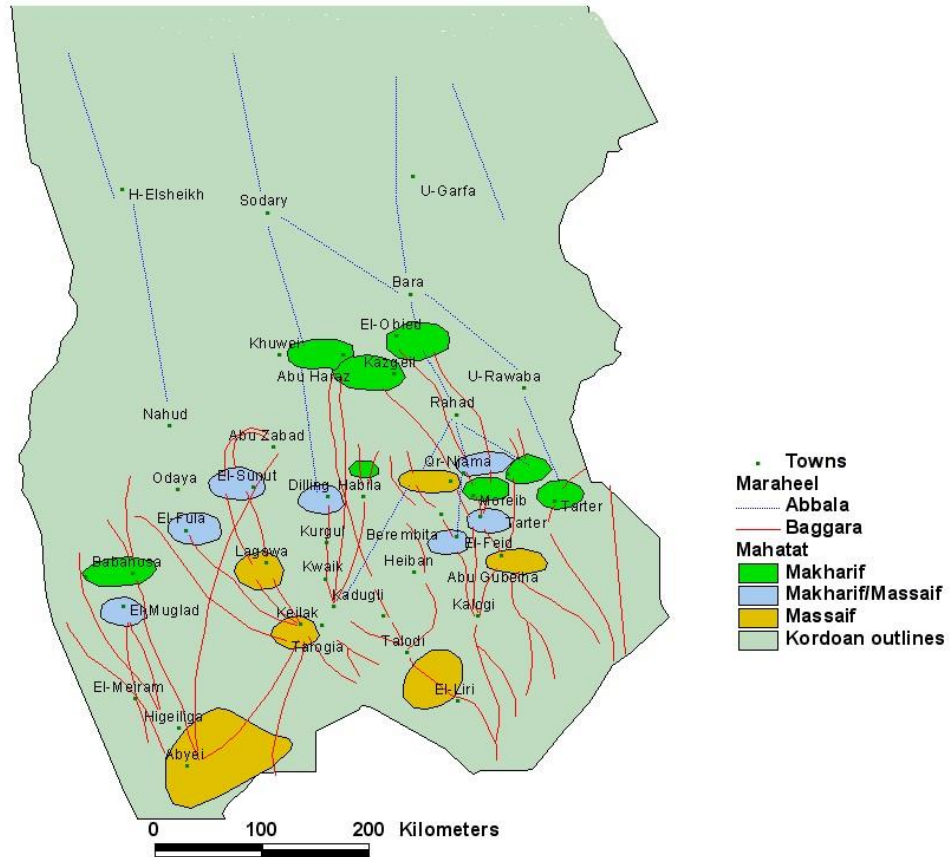 H-Elsheikh
U-Garfa
Sodary
Bara
El-Obied
Khuwei
Kazgeil
Abu Haraz
U-Rawaba
Rahad
Nahud
Abu Zabad
Qr-Njama
El-Sunut
Odaya
Dilling
Habila
Moreib
Tarter
El-Fula
Tarter
Kurguf
Berembita
El-Feid
Lagawa
Heiban
Babanusa
Kwaik
Abu Gubeiha
Kadugli
El-Muglad
Keilak
Kalogi
Talogia
Talodi
El-Meiram
El-Liri
Higeiliga
Abyei
Towns
Maraheel
Abbala
Baggara
Mahatat
Makharif
Makharif/Massaif
Massaif
Kordoan outlines
0 100 200 Kilometers